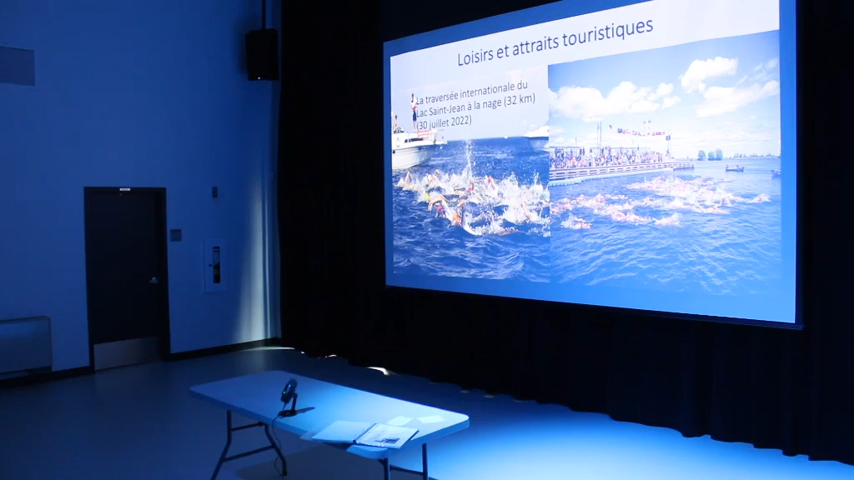 Loisirs et attraits touristiques
La traversée internationale du
Lac Saint-Jean à la nage (32 km)
(30 juillet 2022)